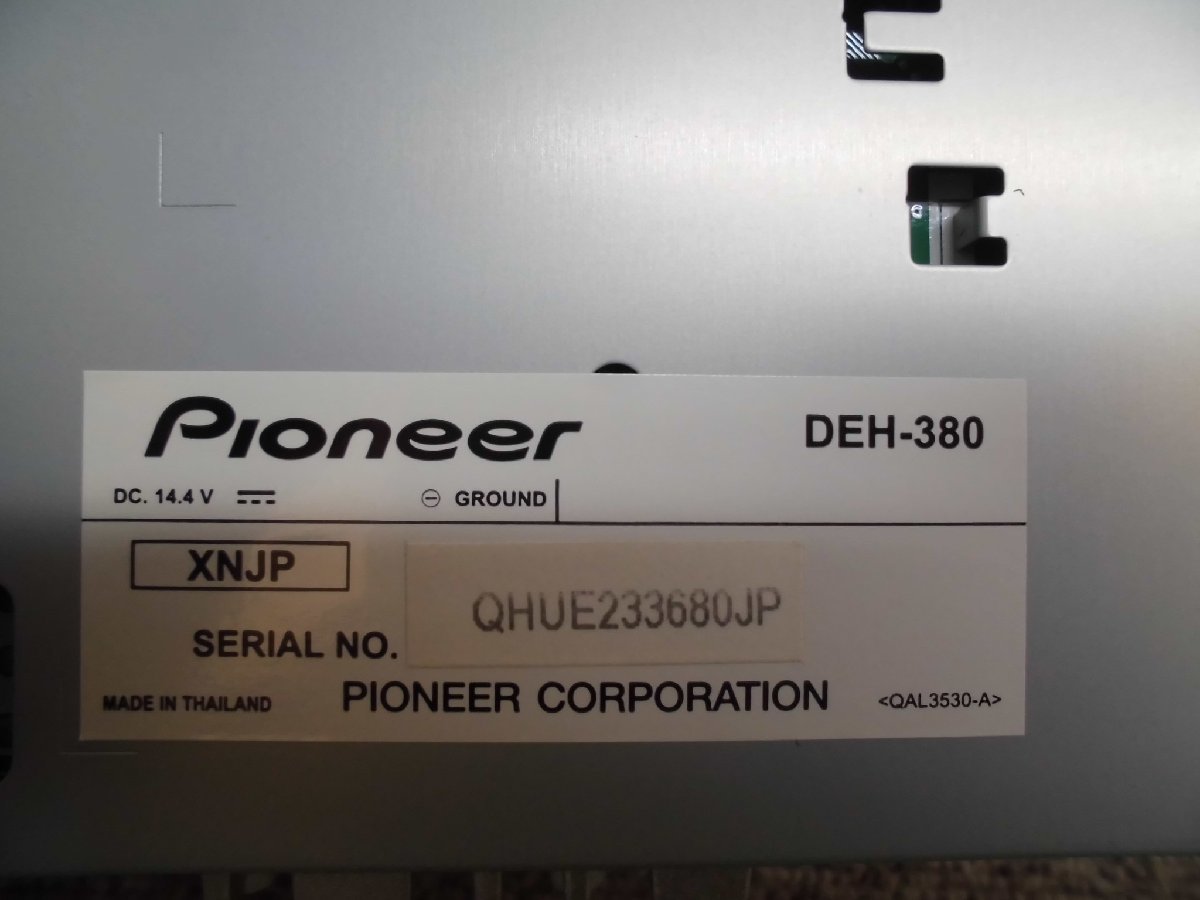 Pioneer
DEH-380
DC. 14.4 V
GROUND
XNJP
QHUE233680JP
SERIAL NO.
MADE IN THAILAND
PIONEER CORPORATION
<QAL3530-A>